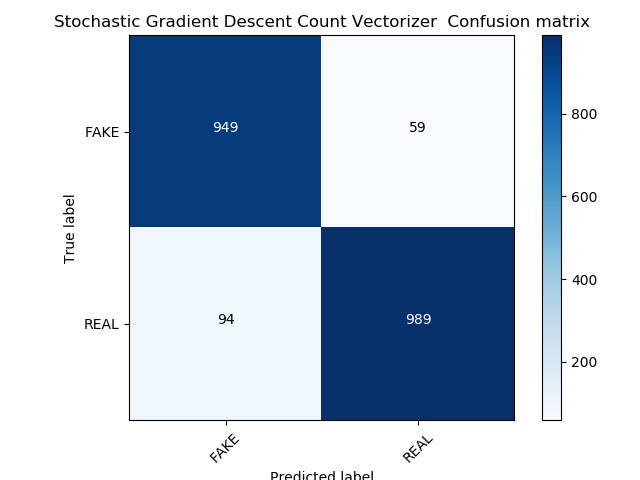 Stochastic Gradient Descent Count Vectorizer  Confusion matrix
FAKE
949
59
800
600
True label
400
REAL
94
989
200
FAKE
REAL
Predicted label